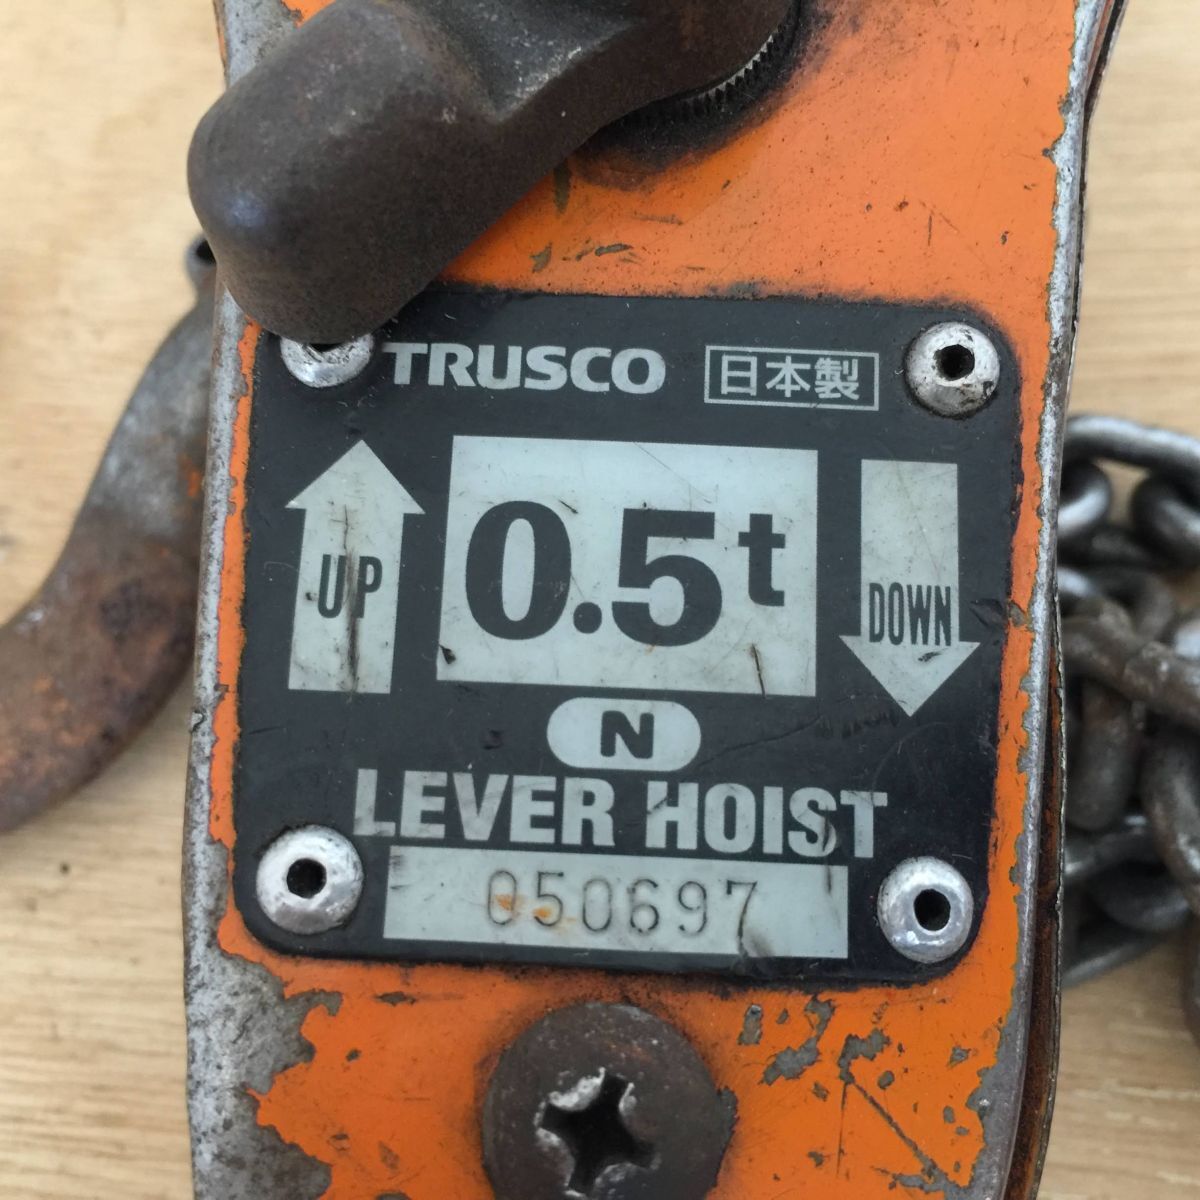 TRUSCO 日本製
UP 0.5t DOWN
N
LEVER HOIST
050697